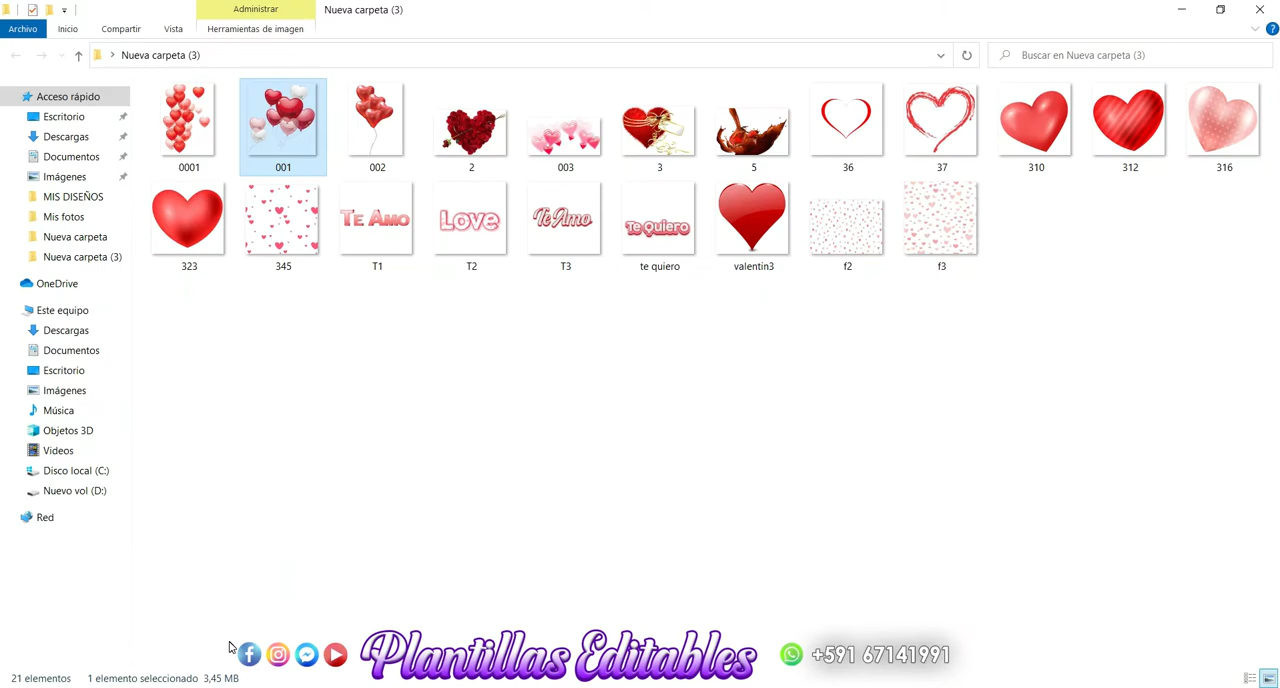 Administrar
Nueva carpeta (3)
Archivo
Inicio
Compartir
Vista
Herramientas de imagen
Nueva carpeta (3)
Buscar en Nueva carpeta (3)
Acceso rápido
Escritorio
Descargas
Documentos
Imágenes
MIS DISEÑOS
Mis fotos
Nueva carpeta
Nueva carpeta (3)
OneDrive
Este equipo
Descargas
Documentos
Escritorio
Imágenes
Música
Objetos 3D
Videos
Disco local (C:)
Nuevo vol (D:)
Red
0001
001
002
2
003
3
5
36
37
310
312
316
Te Amo
Love
Te Amo
Te Quiero
323
345
T1
T2
T3
te quiero
valentin3
f2
f3
Plantillas Editables
+591 67141991
21 elementos
1 elemento seleccionado 3,45 MB